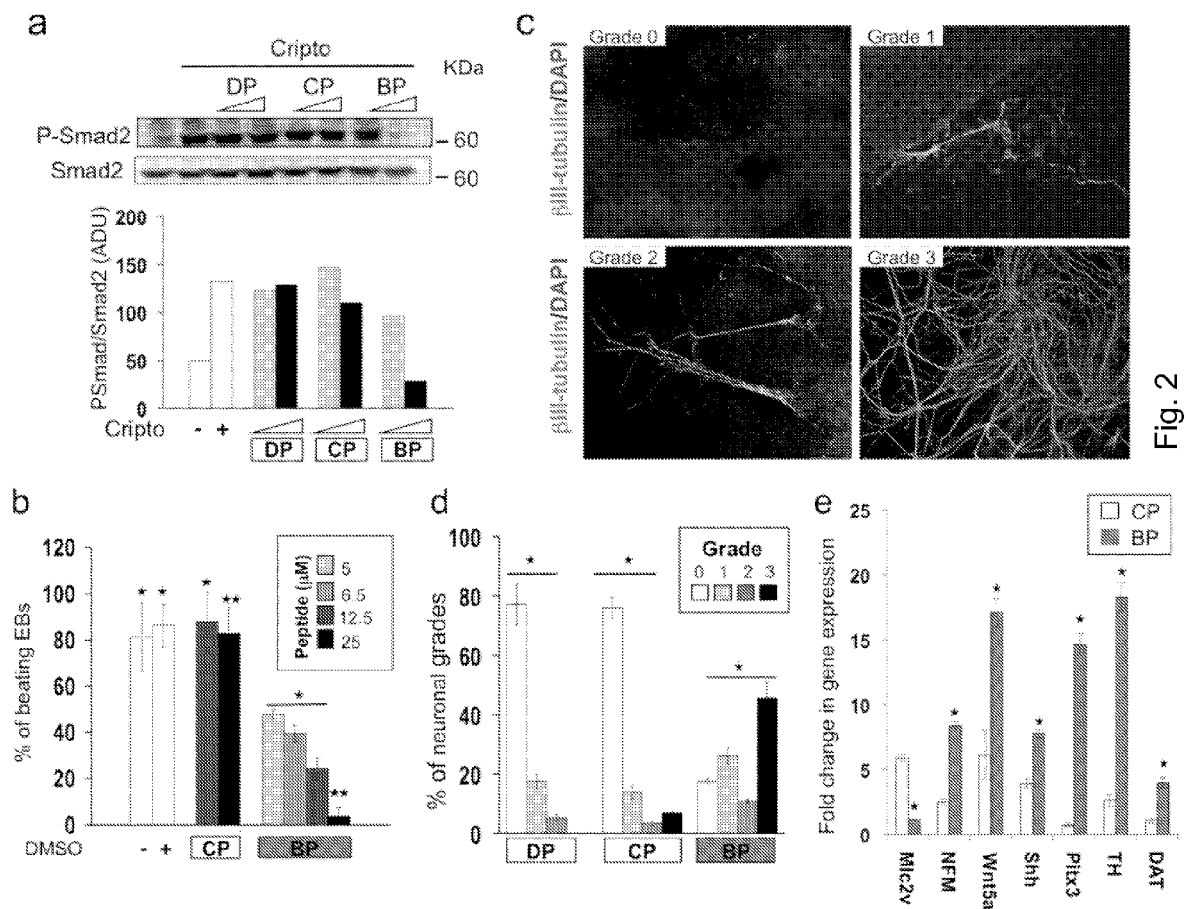 a
Cripto
DP CP BP
KDa
P-Smad2
60
Smad2
60
PSmad/Smad2 (ADU)
200
150
100
50
0
Cripto - +
DP CP BP
c
Grade 0
Grade 1
βIII-tubulin/DAPI
Grade 2
Grade 3
βIII-tubulin/DAPI
Fig. 2
b
% of beating EBs
120
100
80
60
40
20
0
* * * ** * **
Peptide (μM)
5
6.5
12.5
25
DMSO - + CP BP
d
% of neuronal grades
80
60
40
20
0
* * *
Grade
0 1 2 3
DP CP BP
e
Fold change in gene expression
25
20
15
10
5
0
CP
BP
* * * * * * *
Mlc2v NFM Wnt5a Shh Pitx3 TH DAT